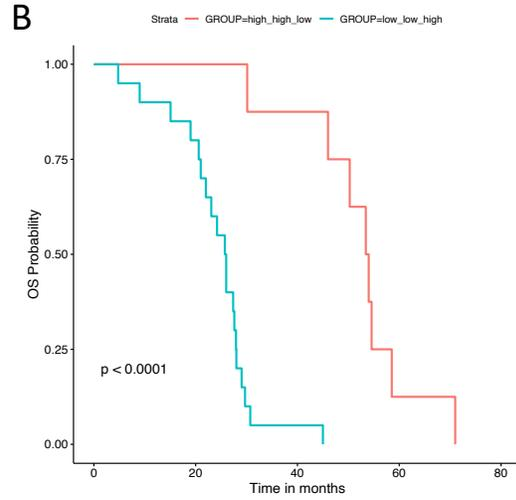 B
Strata GROUP=high_high_low GROUP=low_low_high
1.00
0.75
0.50
0.25
0.00
OS Probability
p < 0.0001
0 20 40 60 80
Time in months